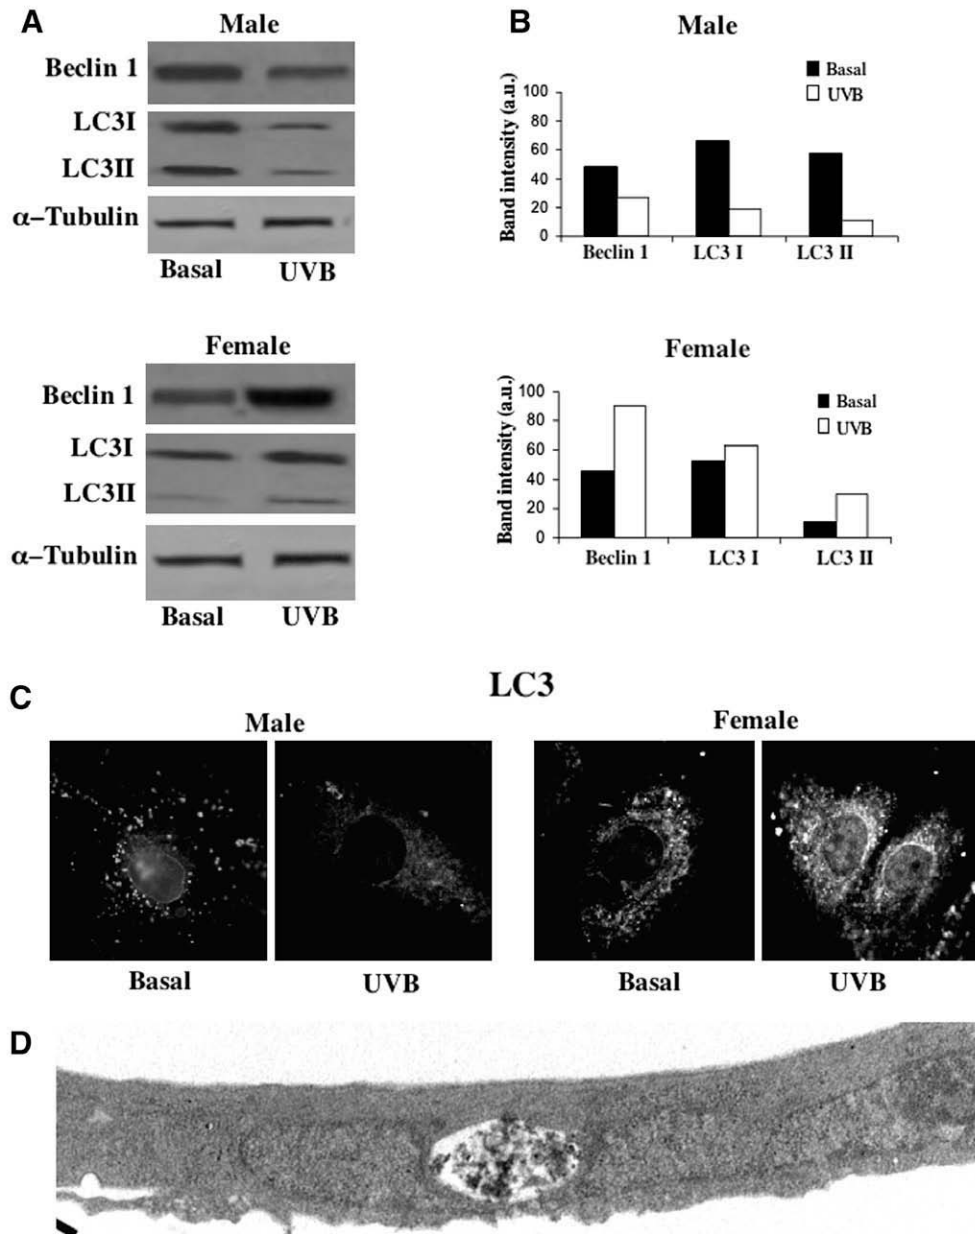 A
Male
Beclin 1
LC3I
LC3II
α–Tubulin
Basal UVB
Female
Beclin 1
LC3I
LC3II
α–Tubulin
Basal UVB
B
Male
Basal
UVB
Band intensity (a.u.)
100
80
60
40
20
0
Beclin 1 LC3 I LC3 II
Female
Basal
UVB
Band intensity (a.u.)
100
80
60
40
20
0
Beclin 1 LC3 I LC3 II
C
LC3
Male Female
Basal UVB Basal UVB
D